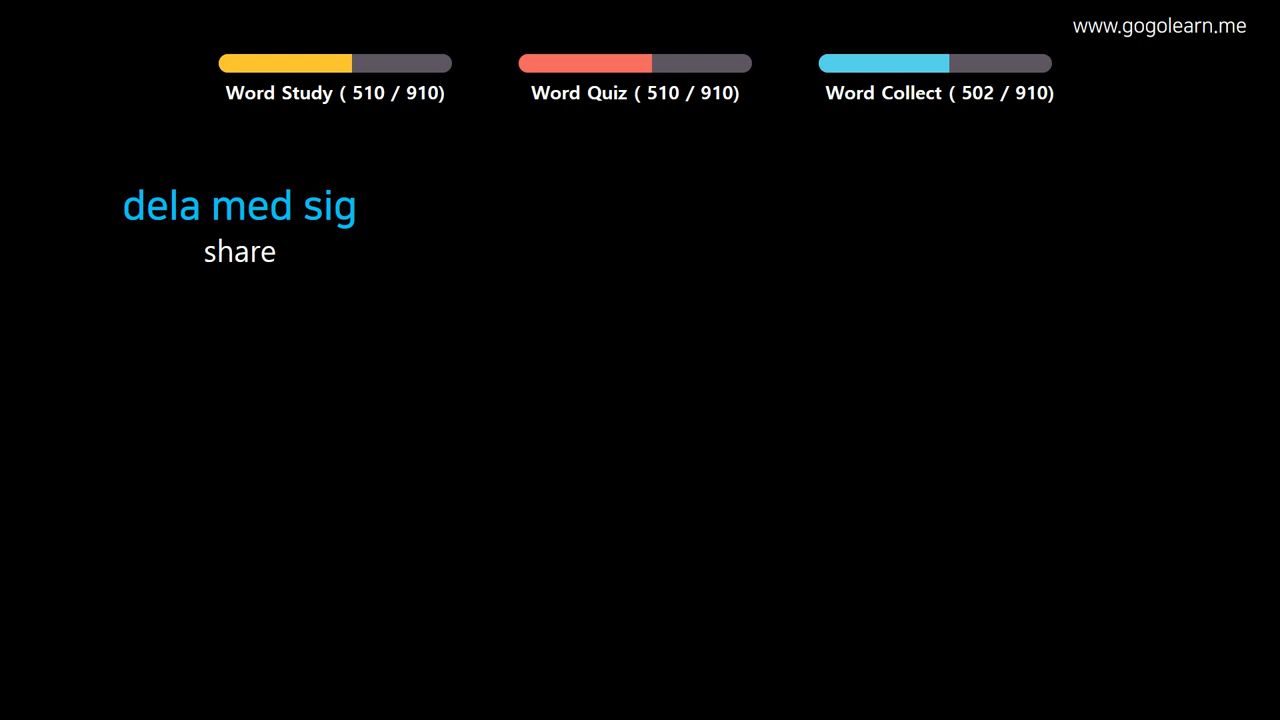 www.gogolearn.me
Word Study ( 510 / 910)
Word Quiz ( 510 / 910)
Word Collect ( 502 / 910)
dela med sig
share